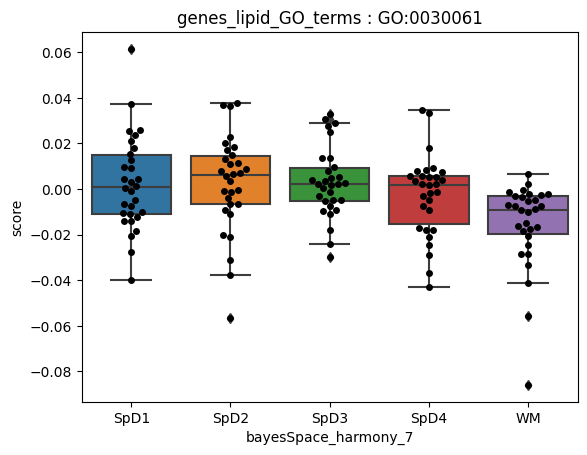 genes_lipid_GO_terms : GO:0030061
0.06
0.04
0.02
0.00
−0.02
−0.04
−0.06
−0.08
score
SpD1 SpD2 SpD3 SpD4 WM
bayesSpace_harmony_7